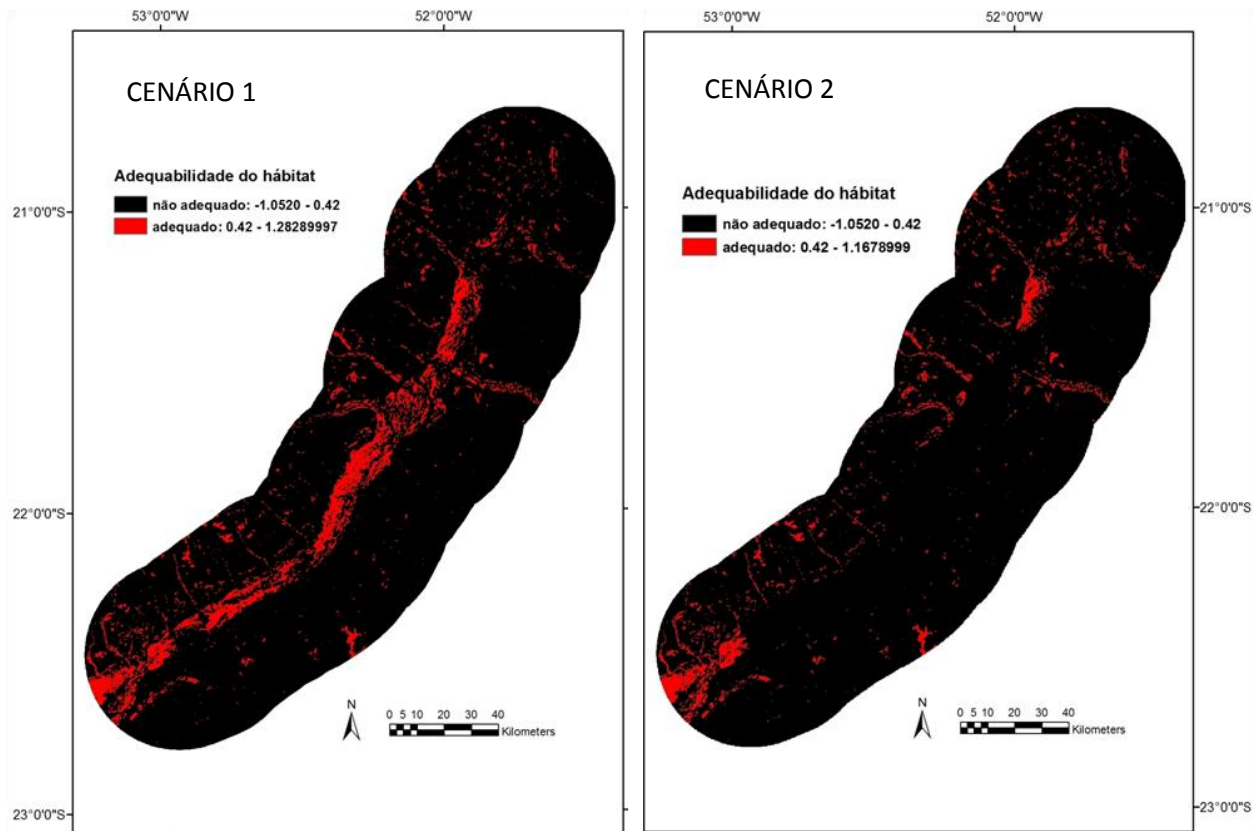 53°0'0"W
52°0'0"W
CENÁRIO 1
Adequabilidade do hábitat
não adequado: -1.0520 - 0.42
adequado: 0.42 - 1.28289997
21°0'0"S
22°0'0"S
23°0'0"S
N
0 5 10 20 30 40
Kilometers
53°0'0"W
52°0'0"W
CENÁRIO 2
Adequabilidade do hábitat
não adequado: -1.0520 - 0.42
adequado: 0.42 - 1.1678999
21°0'0"S
22°0'0"S
23°0'0"S
N
0 5 10 20 30 40
Kilometers